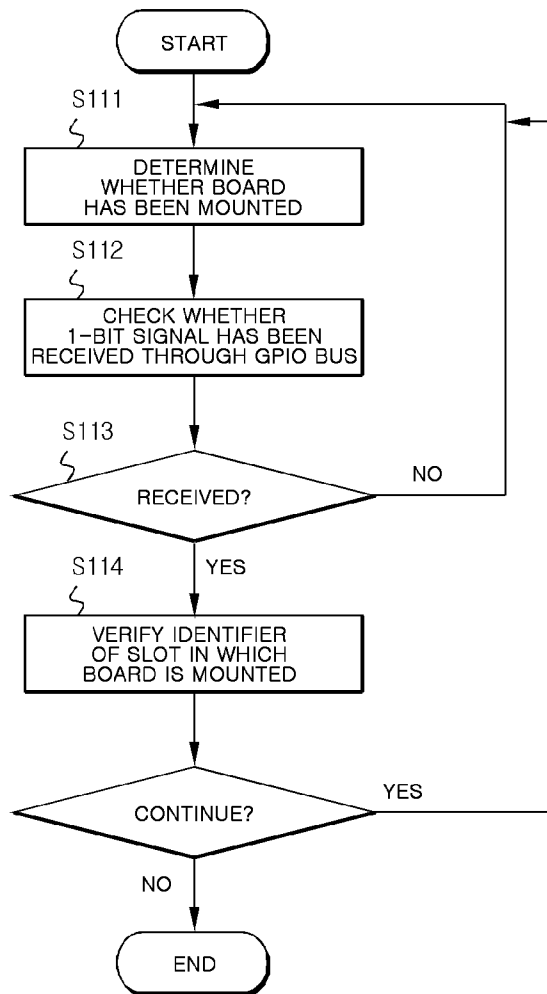 START
S111
DETERMINE
WHETHER BOARD
HAS BEEN MOUNTED
S112
CHECK WHETHER
1-BIT SIGNAL HAS BEEN
RECEIVED THROUGH GPIO BUS
S113
RECEIVED?
NO
YES
S114
VERIFY IDENTIFIER
OF SLOT IN WHICH
BOARD IS MOUNTED
CONTINUE?
YES
NO
END